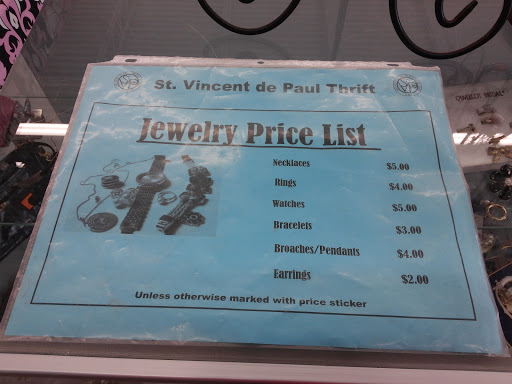 St. Vincent de Paul Thrift
Jewelry Price List
Necklaces $5.00
Rings $4.00
Watches $5.00
Bracelets $3.00
Broaches/Pendants $4.00
Earrings $2.00
Unless otherwise marked with price sticker